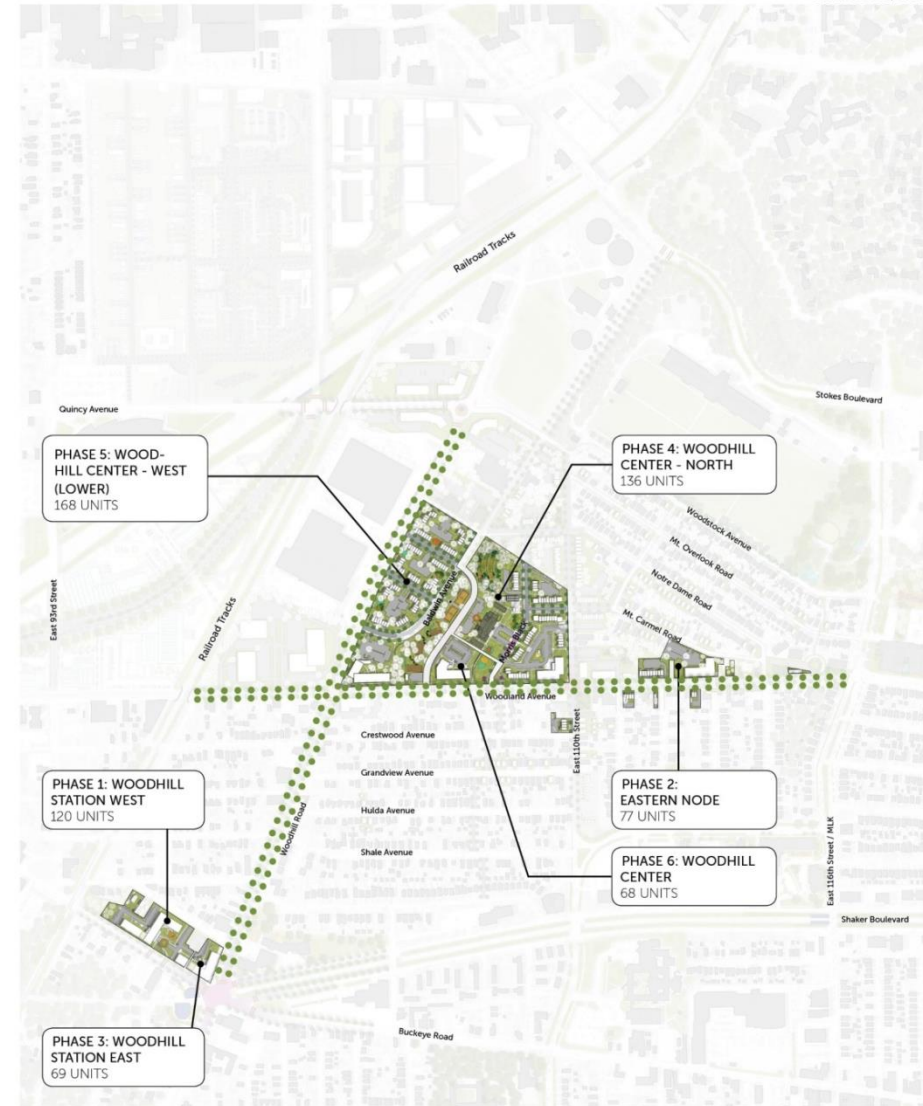 Railroad Tracks
Stokes Boulevard
Quincy Avenue
PHASE 5: WOOD-
HILL CENTER - WEST
(LOWER)
168 UNITS
PHASE 4: WOODHILL
CENTER - NORTH
136 UNITS
Woodstock Avenue
Mt. Overlook Road
Notre Dame Road
Mt. Carmel Road
East 93rd Street
Railroad Tracks
Baldwin Avenue
Woodland Avenue
East 110th Street
Crestwood Avenue
Grandview Avenue
Hulda Avenue
Shale Avenue
Woodhill Road
PHASE 1: WOODHILL
STATION WEST
120 UNITS
PHASE 2:
EASTERN NODE
77 UNITS
PHASE 6: WOODHILL
CENTER
68 UNITS
East 116th Street / MLK
Shaker Boulevard
Buckeye Road
PHASE 3: WOODHILL
STATION EAST
69 UNITS